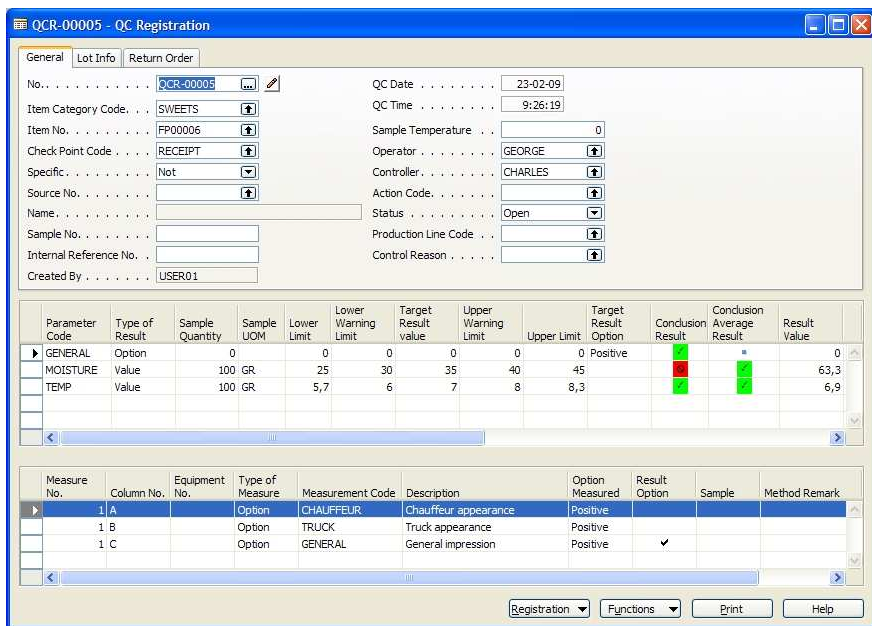 QCR-00005 - QC Registration
General Lot Info Return Order
No. QCR-00005 QC Date 23-02-09
Item Category Code. SWEETS QC Time 9:26:19
Item No. FP00006 Sample Temperature 0
Check Point Code RECEIPT Operator GEORGE
Specific. Not Controller. CHARLES
Source No. Action Code.
Name. Status Open
Sample No. Production Line Code
Internal Reference No. Control Reason
Created By USER01
Parameter Code Type of Result Sample Quantity Sample UOM Lower Limit Lower Warning Limit Target Result value Upper Warning Limit Upper Limit Target Result Option Conclusion Result Conclusion Average Result Result Value
GENERAL Option 0 0 0 0 0 0 Positive 0
MOISTURE Value 100 GR 25 30 35 40 45 63,3
TEMP Value 100 GR 5,7 6 7 8 8,3 6,9
Measure No. Column No. Equipment No. Type of Measure Measurement Code Description Option Measured Result Option Sample Method Remark
1 A Option CHAUFFEUR Chauffeur appearance Positive
1 B Option TRUCK Truck appearance Positive
1 C Option GENERAL General impression Positive
Registration Functions Print Help